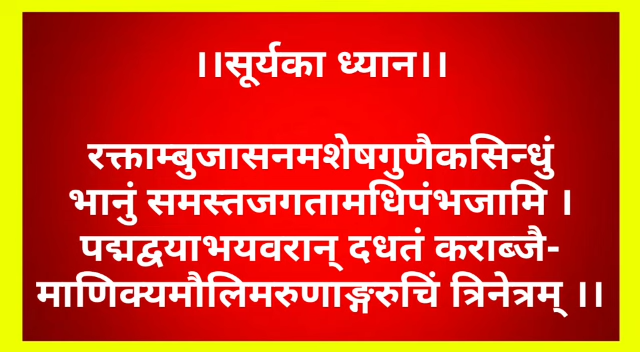 ।।सूर्यका ध्यान।।
रक्ताम्बुजासनमशेषगुणैकसिन्धुं
भानुं समस्तजगतामधिपंभजामि ।
पद्मद्वयाभयवरान् दधतं कराब्जै-
माणिक्यमौलिमरुणाङ्गरुचिं त्रिनेत्रम् ।।